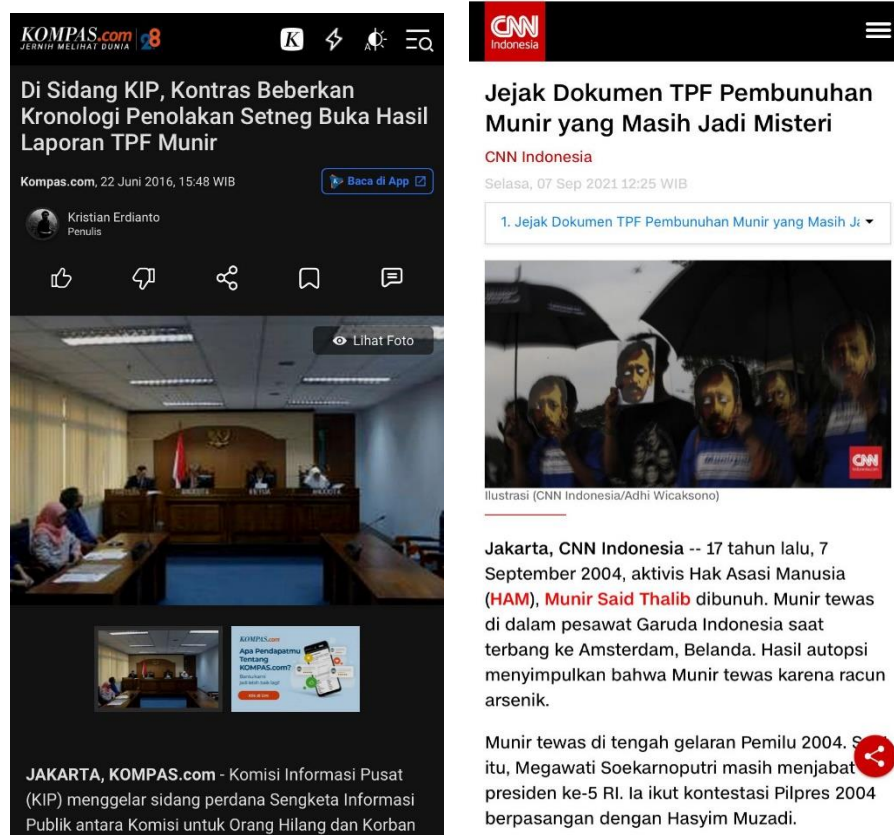 KOMPAS.com 28
JERNIH MELIHAT DUNIA
K
A
Di Sidang KIP, Kontras Beberkan
Kronologi Penolakan Setneg Buka Hasil
Laporan TPF Munir
Kompas.com, 22 Juni 2016, 15:48 WIB
Baca di App
Kristian Erdianto
Penulis
Lihat Foto
ANGGOTA
KETUA
ANGGOTA
KOMPAS.com
Apa Pendapatmu
Tentang
KOMPAS.com?
JAKARTA, KOMPAS.com - Komisi Informasi Pusat
(KIP) menggelar sidang perdana Sengketa Informasi
Publik antara Komisi untuk Orang Hilang dan Korban
CNN
Indonesia
Jejak Dokumen TPF Pembunuhan
Munir yang Masih Jadi Misteri
CNN Indonesia
Selasa, 07 Sep 2021 12:25 WIB
1. Jejak Dokumen TPF Pembunuhan Munir yang Masih
CNN
Ilustrasi (CNN Indonesia/Adhi Wicaksono)
Jakarta, CNN Indonesia -- 17 tahun lalu, 7
September 2004, aktivis Hak Asasi Manusia
(HAM), Munir Said Thalib dibunuh. Munir tewas
di dalam pesawat Garuda Indonesia saat
terbang ke Amsterdam, Belanda. Hasil autopsi
menyimpulkan bahwa Munir tewas karena racun
arsenik.
Munir tewas di tengah gelaran Pemilu 2004.
itu, Megawati Soekarnoputri masih menjabat
presiden ke-5 RI. Ia ikut kontestasi Pilpres 2004
berpasangan dengan Hasyim Muzadi.